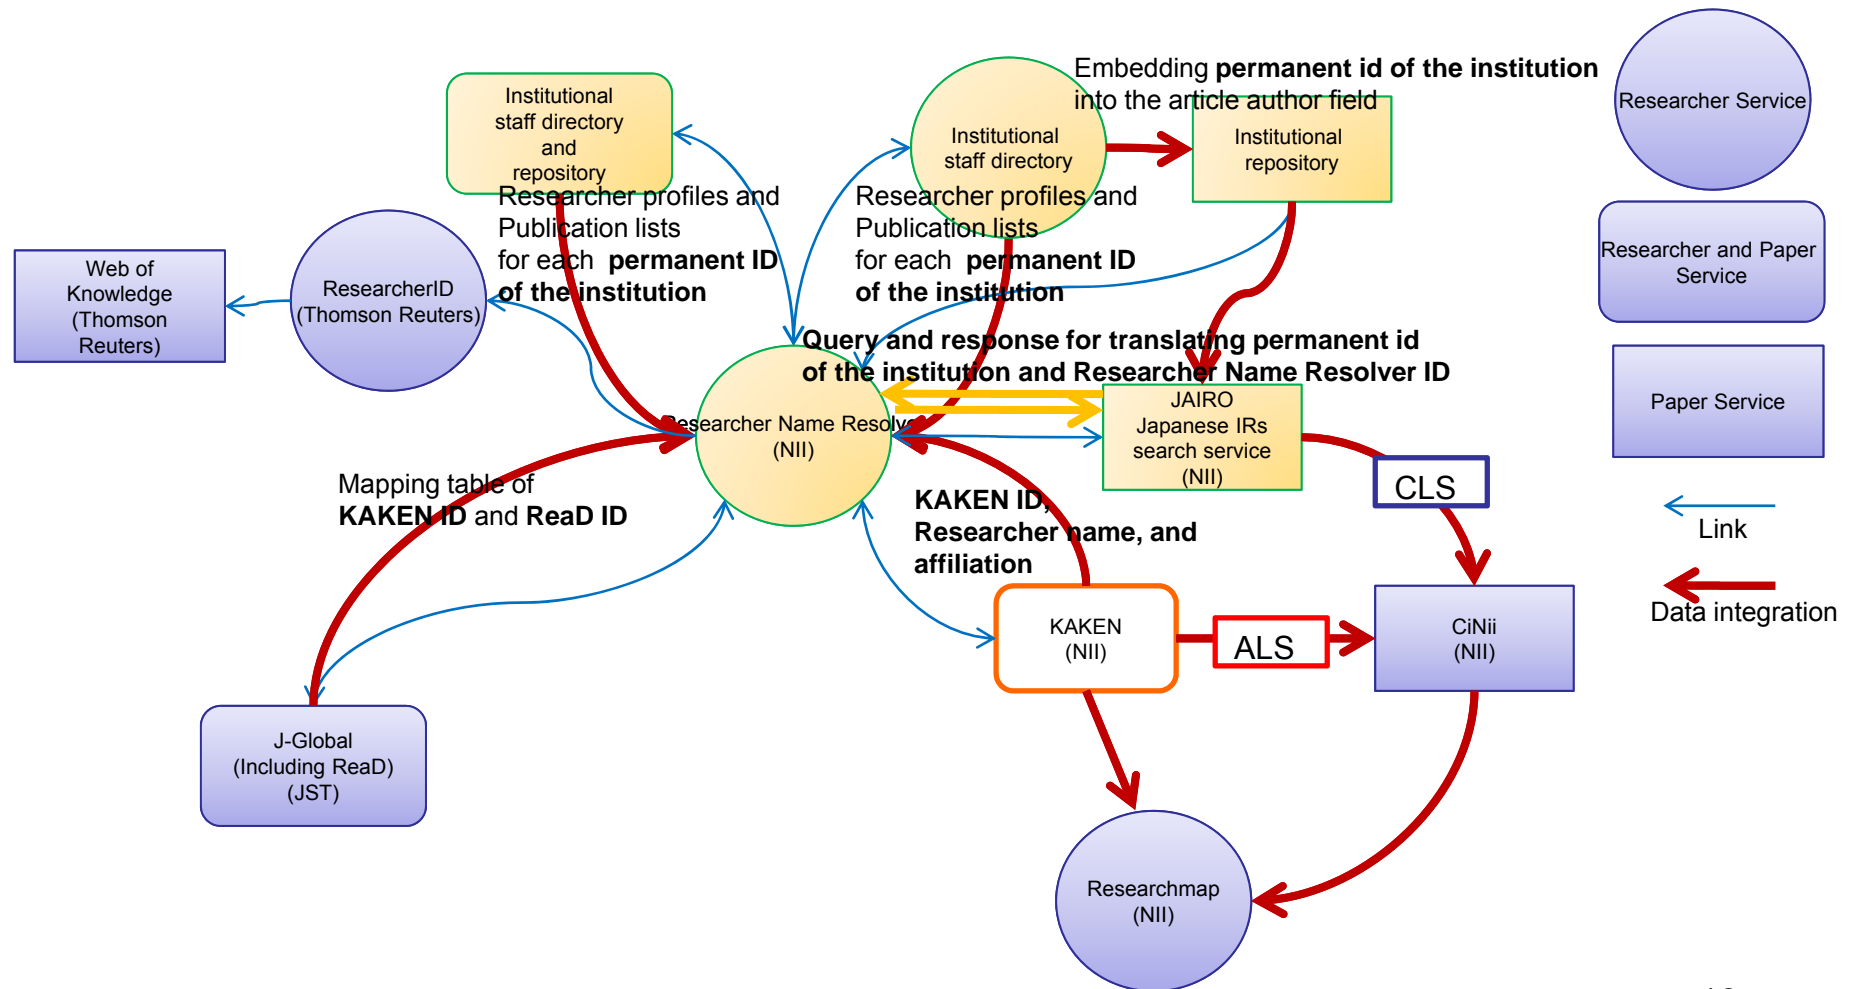 Embedding permanent id of the institution
into the article author field
Institutional
staff directory
and
repository
Institutional
staff directory
Institutional
repository
Researcher Service
Researcher profiles and
Publication lists
for each permanent ID
of the institution
Researcher profiles and
Publication lists
for each permanent ID
of the institution
Researcher and Paper
Service
Web of
Knowledge
(Thomson
Reuters)
ResearcherID
(Thomson Reuters)
Query and response for translating permanent id
of the institution and Researcher Name Resolver ID
Researcher Name Resolver
(NII)
JAIRO
Japanese IRs
search service
(NII)
Paper Service
Mapping table of
KAKEN ID and ReaD ID
KAKEN ID,
Researcher name, and
affiliation
CLS
Link
Data integration
KAKEN
(NII)
ALS
CiNii
(NII)
J-Global
(Including ReaD)
(JST)
Researchmap
(NII)